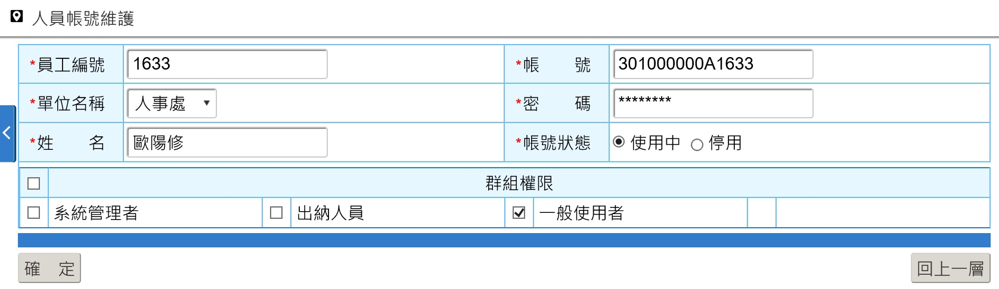 人員帳號維護
*員工編號 1633 *帳 號 301000000A1633
*單位名稱 人事處 *密 碼 ********
*姓 名 歐陽修 *帳號狀態 使用中 停用
群組權限
系統管理者 出納人員 一般使用者
確 定 回上一層